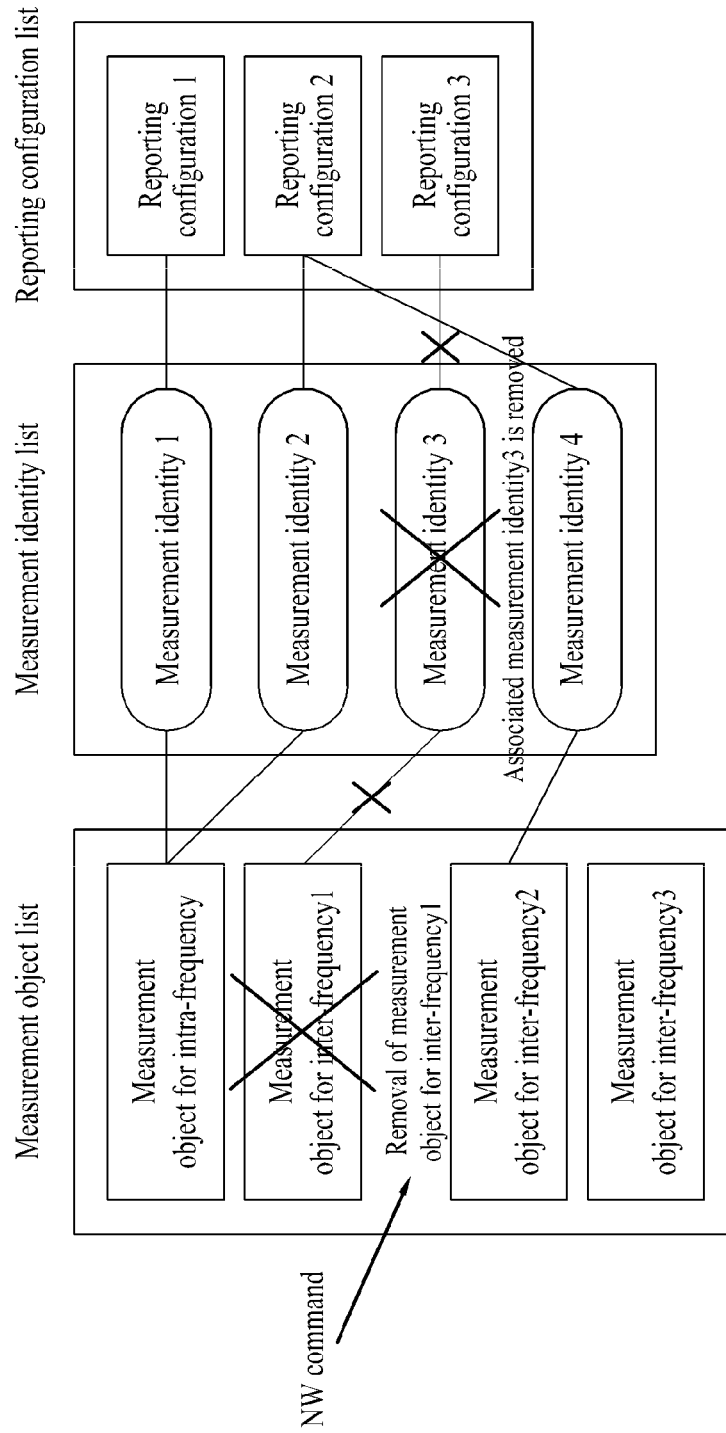 Measurement object list
Measurement identity list
Reporting configuration list
Measurement
object for intra-frequency
Measurement
object for inter-frequency1
Removal of measurement
object for inter-frequency1
Measurement
object for inter-frequency2
Measurement
object for inter-frequency3
NW command
Measurement identity 1
Measurement identity 2
Measurement identity 3
Associated measurement identity3 is removed
Measurement identity 4
Reporting
configuration 1
Reporting
configuration 2
Reporting
configuration 3